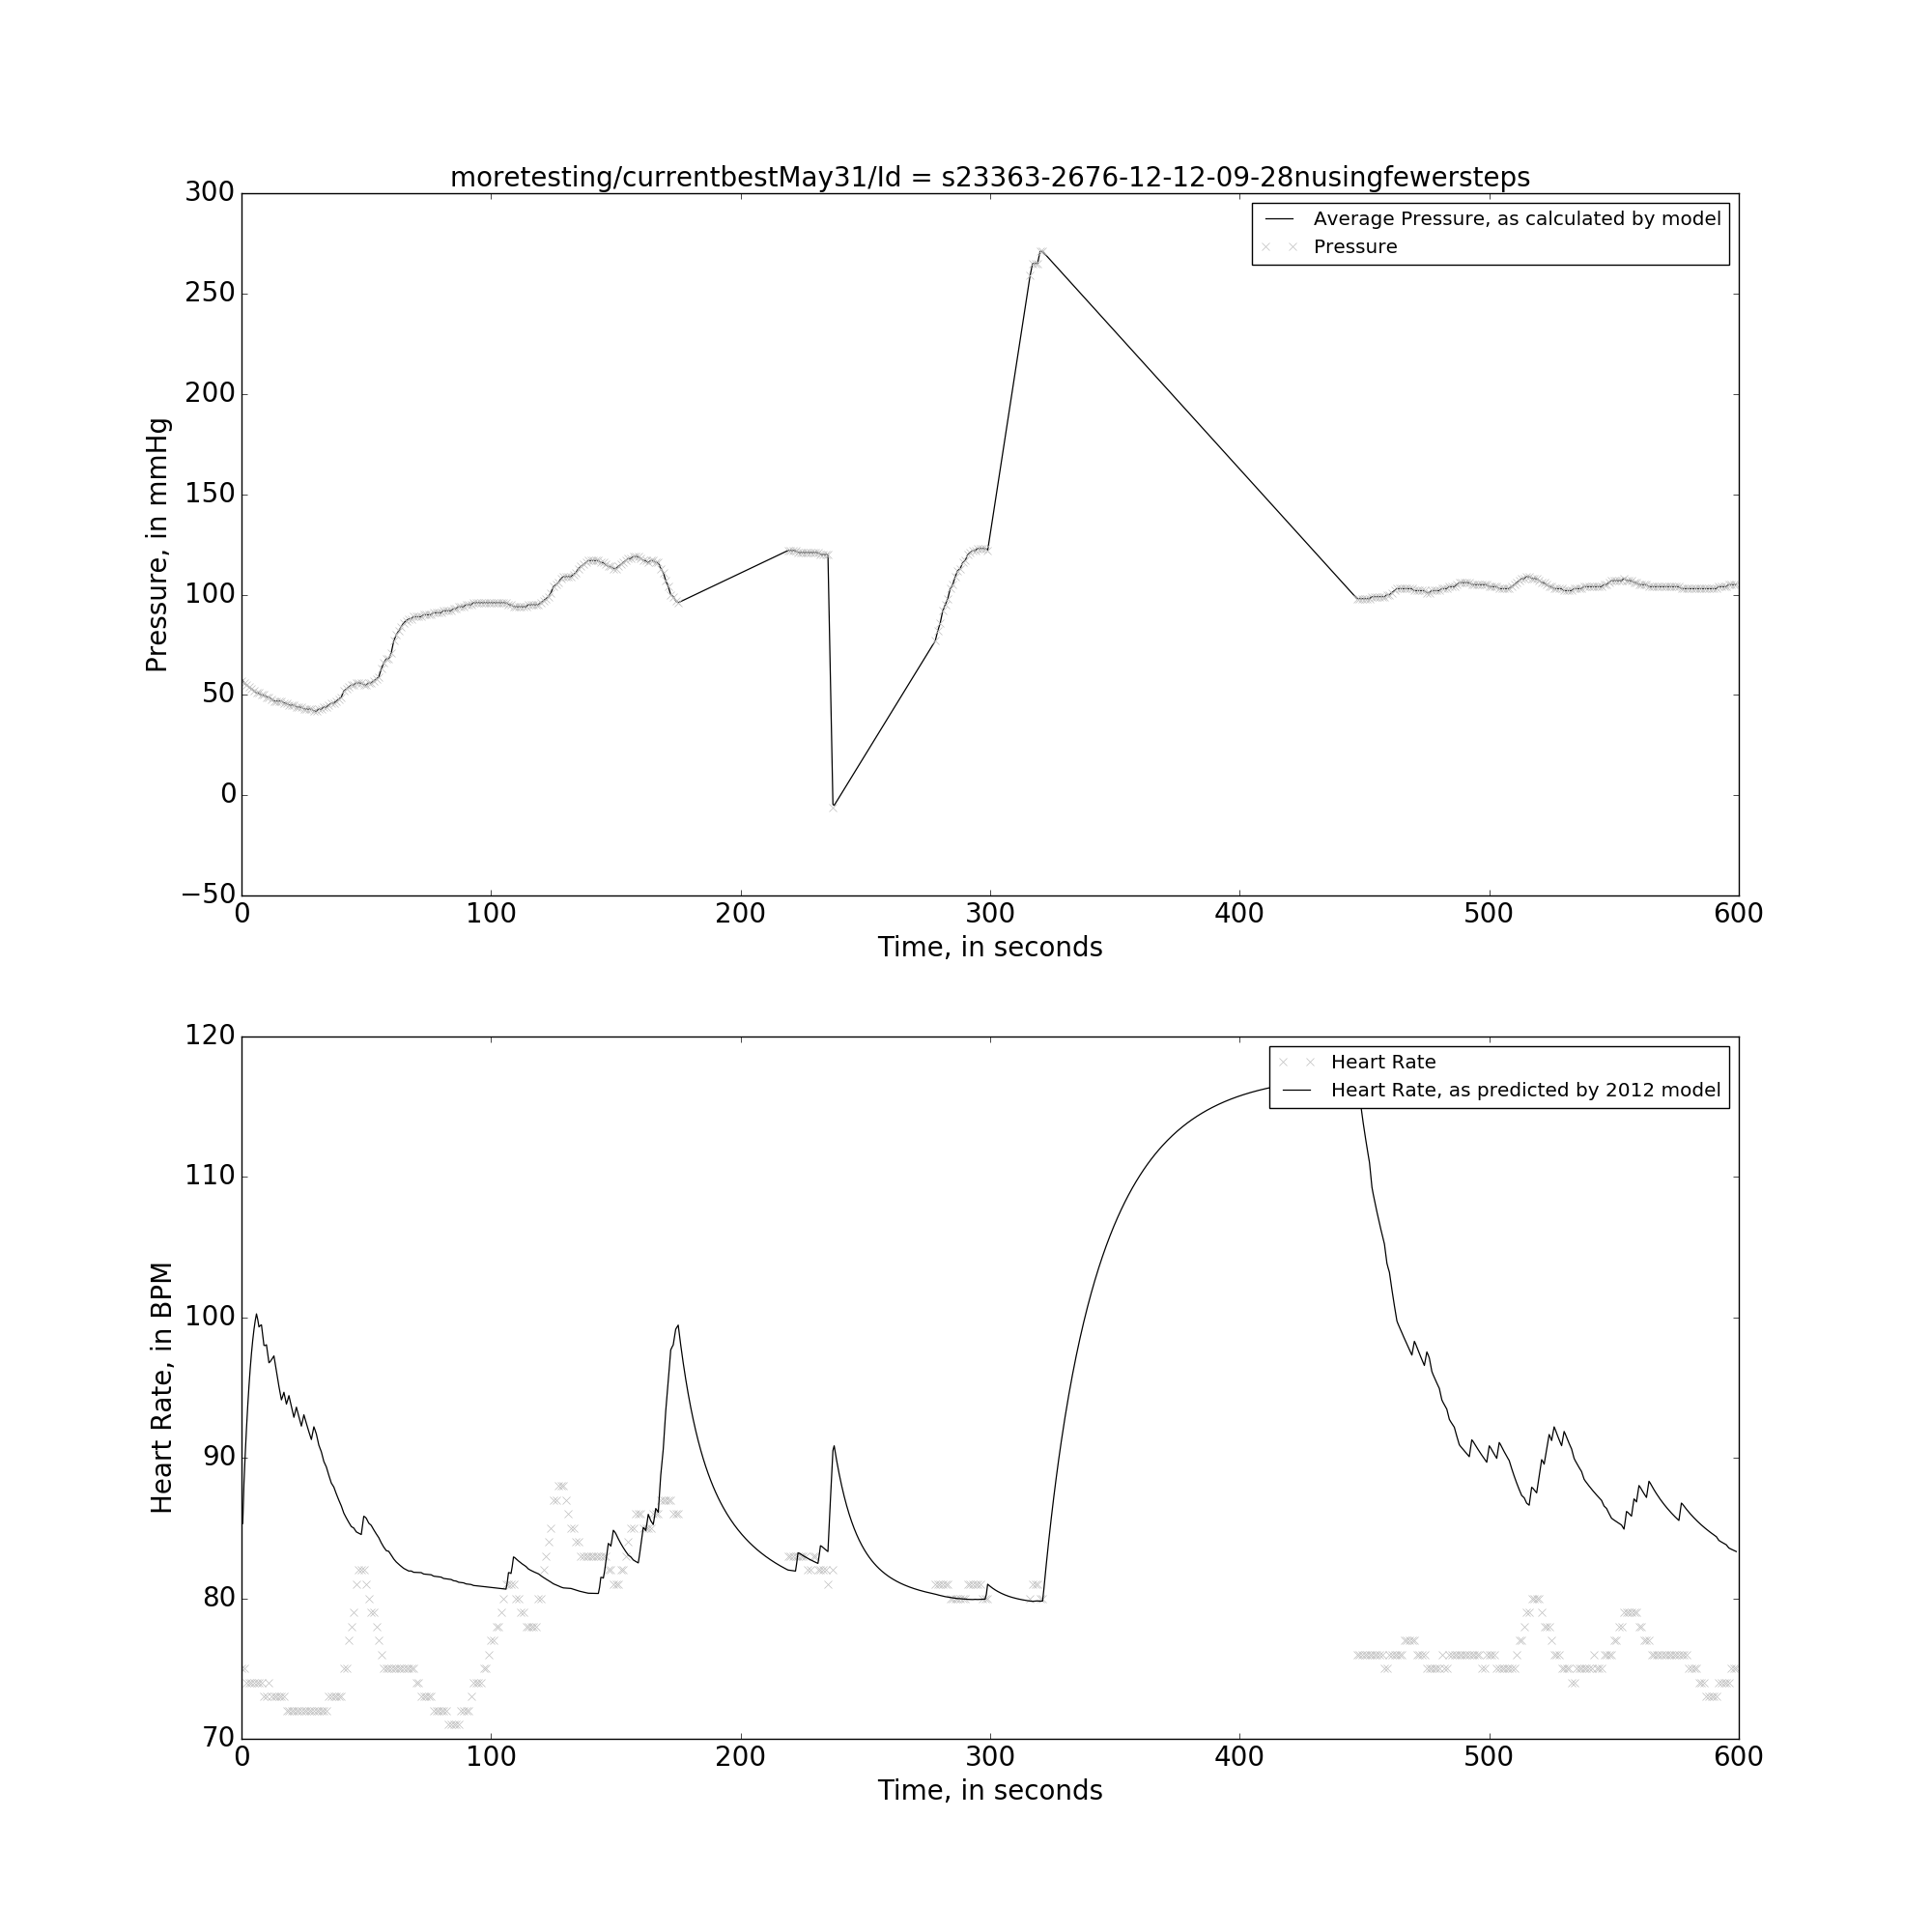 moretesting/currentbestMay31/Id = s23363-2676-12-12-09-28nusingfewersteps
300
250
200
150
100
50
0
−50
Pressure, in mmHg
Average Pressure, as calculated by model
Pressure
0 100 200 300 400 500 600
Time, in seconds
120
110
100
90
80
70
Heart Rate, in BPM
Heart Rate
Heart Rate, as predicted by 2012 model
0 100 200 300 400 500 600
Time, in seconds